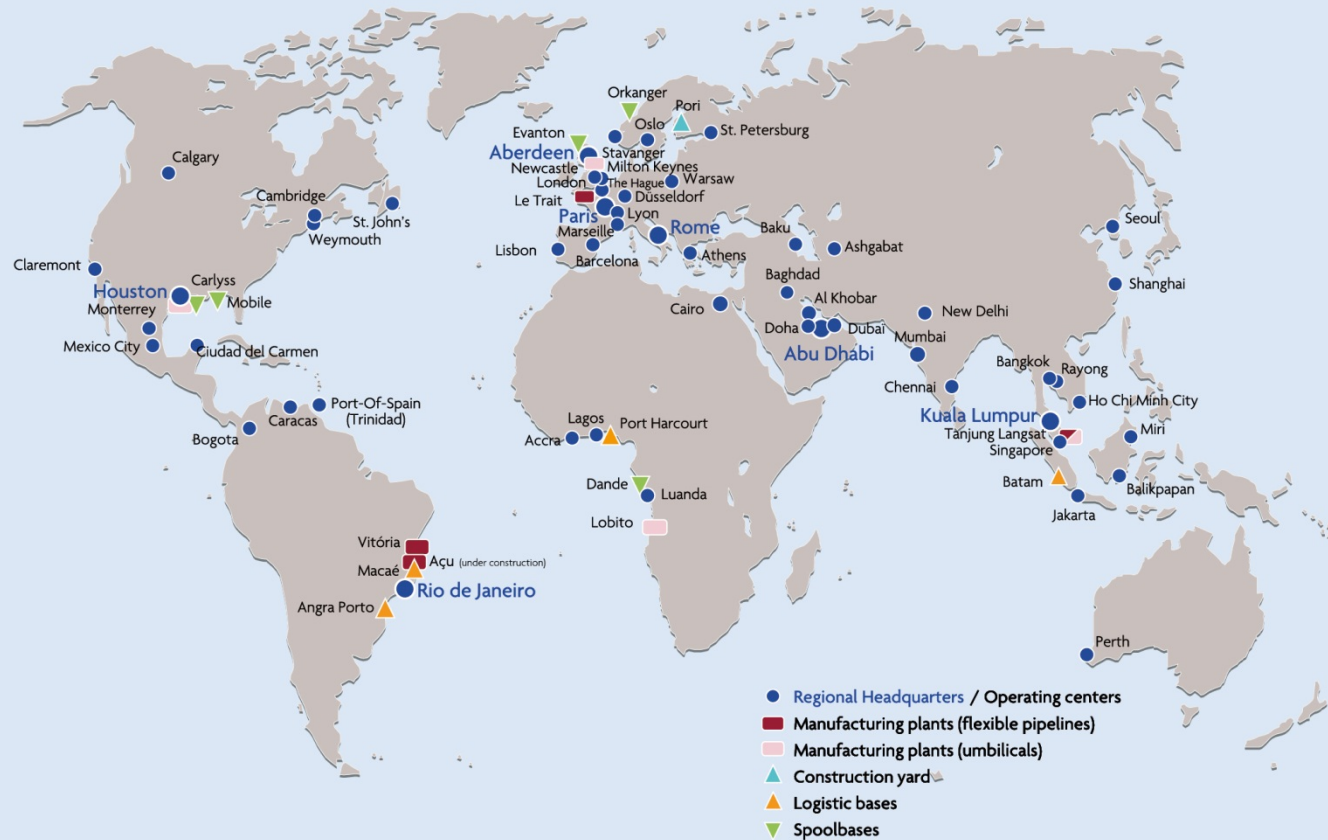 Orkanger
Pori
Evanton
Oslo
St. Petersburg
Aberdeen
Stavanger
Calgary
Newcastle
Milton Keynes
London
The Hague
Warsaw
Cambridge
Le Trait
Düsseldorf
St. John's
Paris
Lyon
Seoul
Weymouth
Marseille
Rome
Baku
Lisbon
Ashgabat
Athens
Barcelona
Claremont
Carlyss
Baghdad
Houston
Shanghai
Monterrey
Mobile
Cairo
Al Khobar
New Delhi
Doha
Dubai
Mexico City
Ciudad del Carmen
Mumbai
Abu Dhabi
Bangkok
Rayong
Chennai
Port-Of-Spain
(Trinidad)
Ho Chi Minh City
Caracas
Kuala Lumpur
Lagos
Port Harcourt
Bogota
Accra
Tanjung Langsat
Miri
Singapore
Dande
Luanda
Batam
Balikpapan
Jakarta
Lobito
Vitória
Açu (under construction)
Macaé
Rio de Janeiro
Angra Porto
Perth
Regional Headquarters / Operating centers
Manufacturing plants (flexible pipelines)
Manufacturing plants (umbilicals)
Construction yard
Logistic bases
Spoolbases